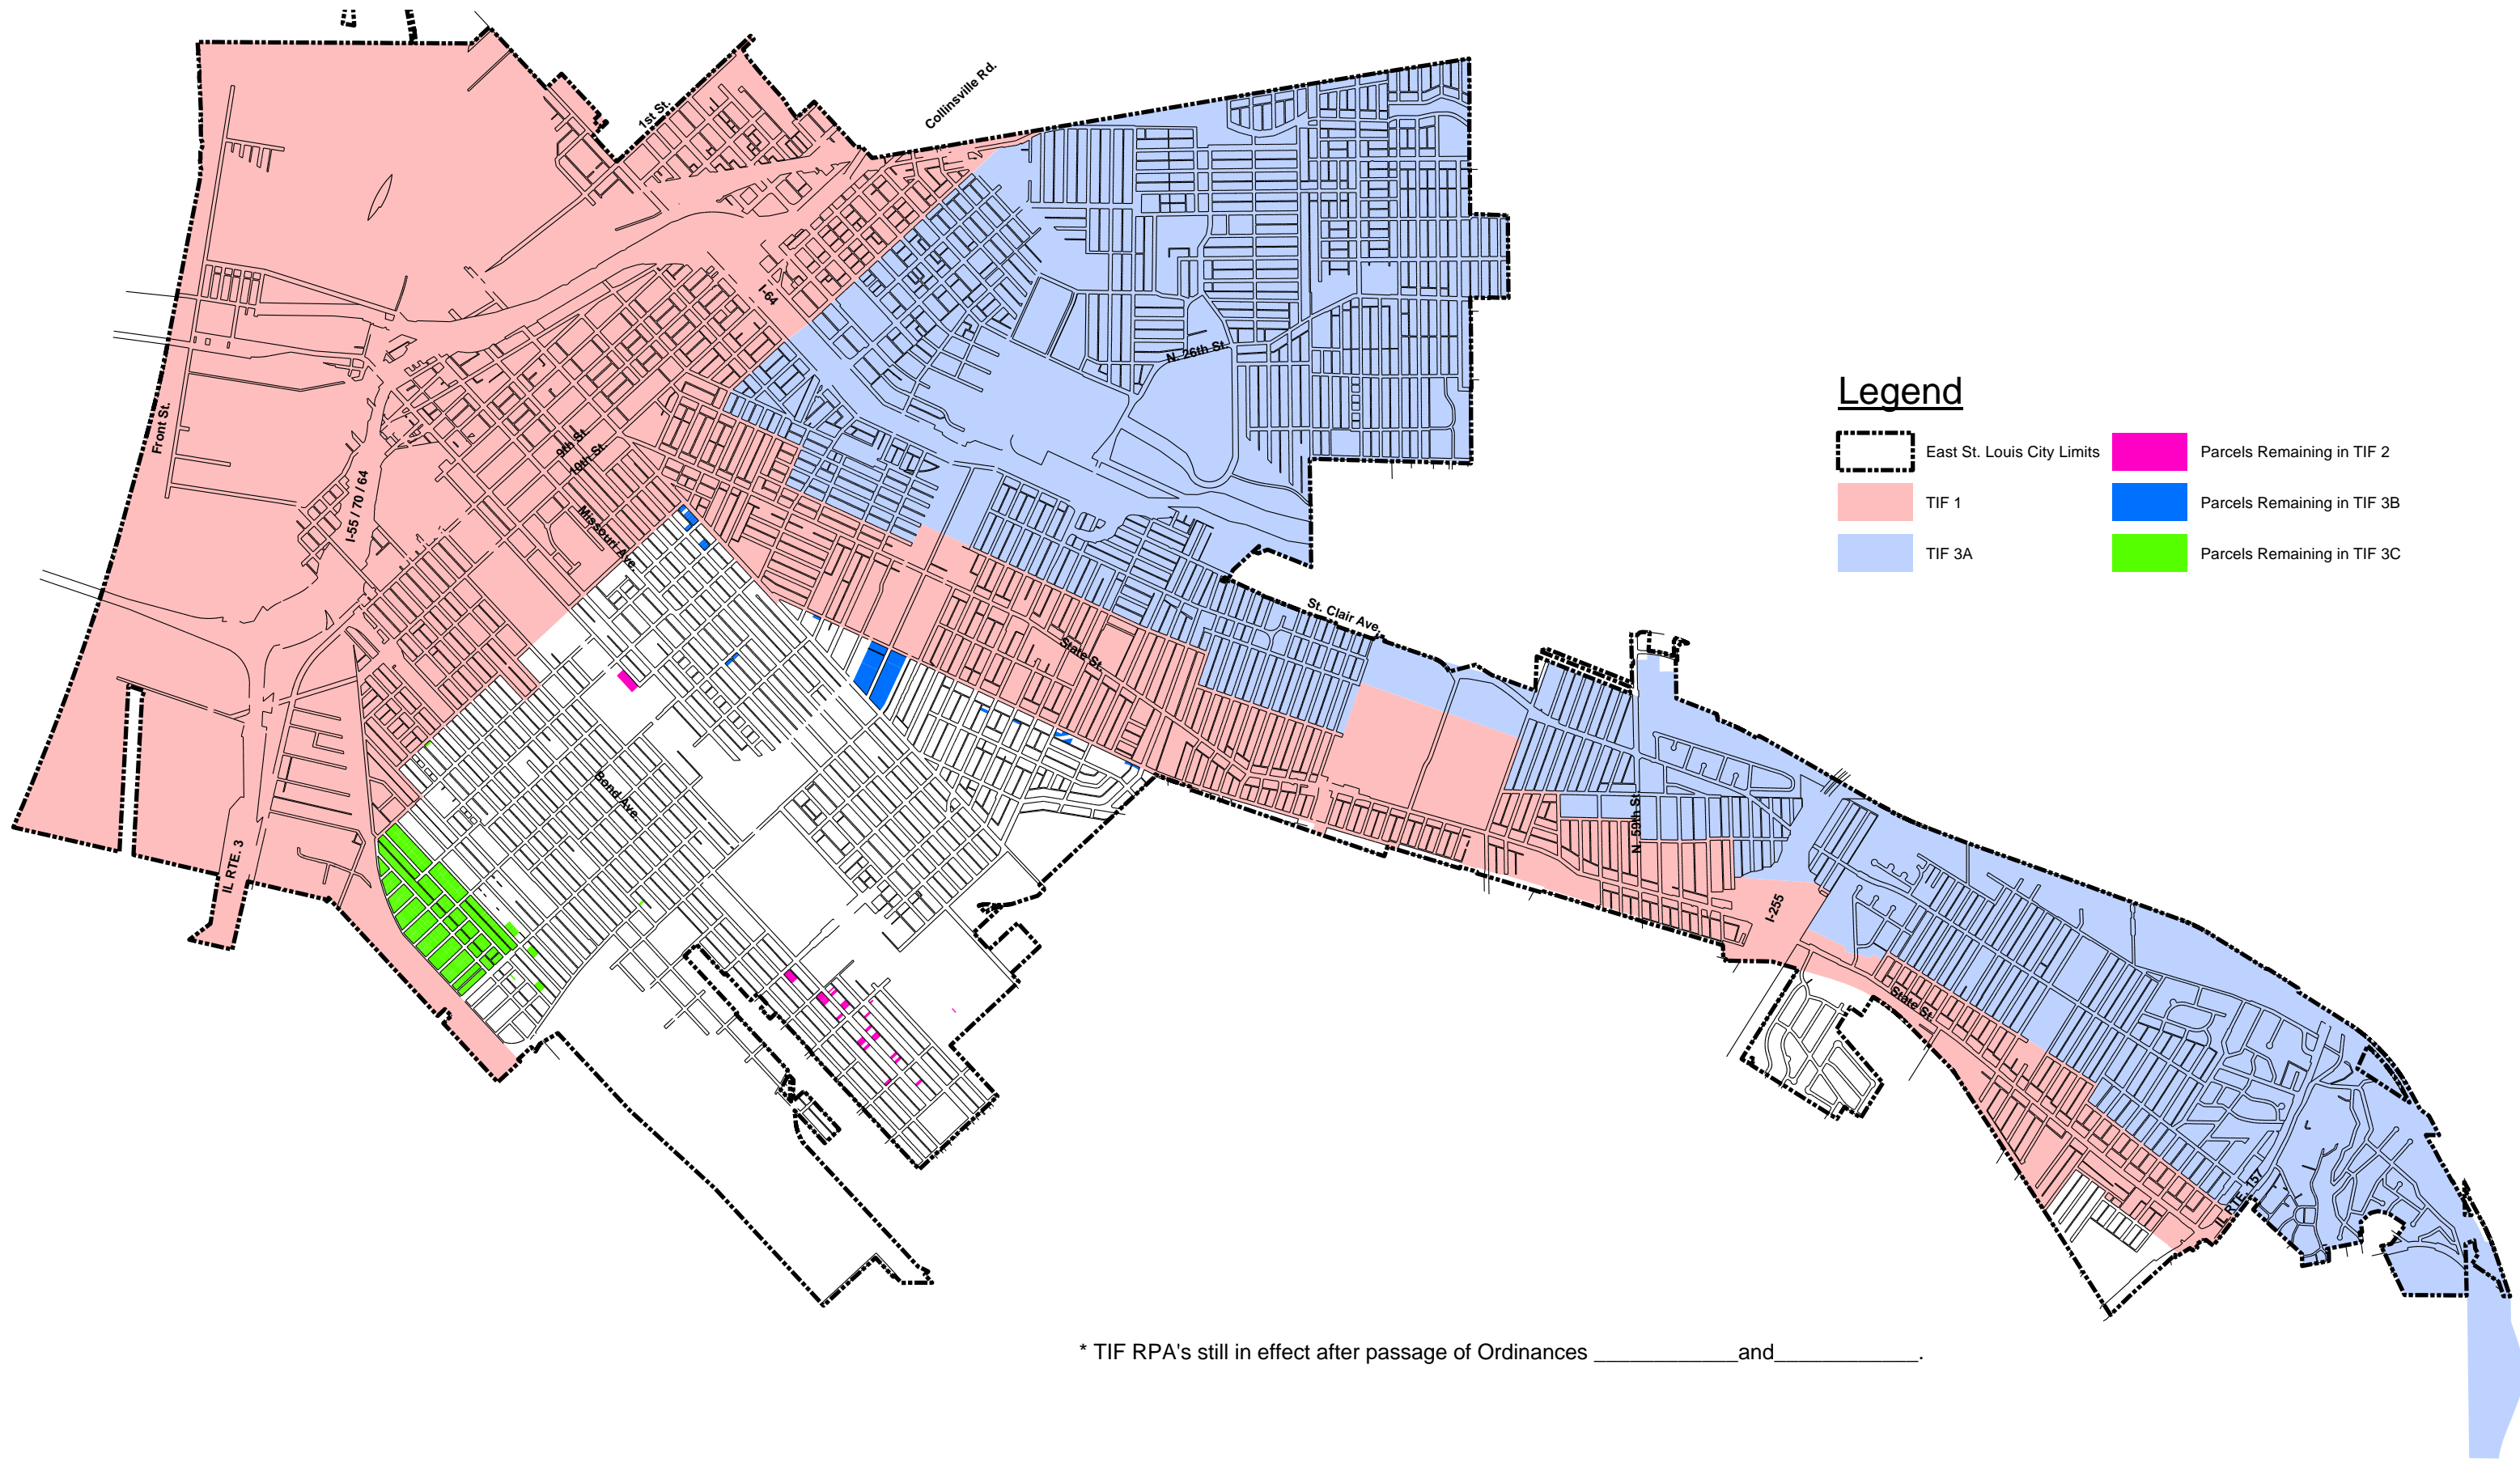 1st St.
Collinsville Rd.
I-64
N. 26th St.
Front St.
9th St.
10th St.
I-55 / 70 / 64
Missouri Ave.
St. Clair Ave.
State St.
Bond Ave.
N. 59th St.
IL RTE. 3
I-255
State St.
RTE. 157
Legend
East St. Louis City Limits
TIF 1
TIF 3A
Parcels Remaining in TIF 2
Parcels Remaining in TIF 3B
Parcels Remaining in TIF 3C
* TIF RPA's still in effect after passage of Ordinances ____________and____________.